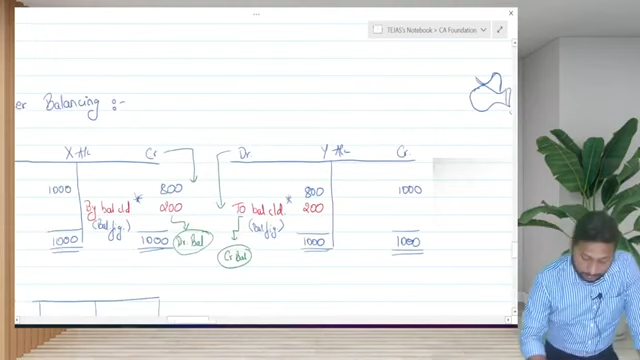 TEJAS's Notebook > CA Foundation
er Balancing :-
X A/c Cr Dr. Y A/c Cr.
1000 800 800 1000
By bal c/d * 200 To bal c/d * 200
(Bal fig.) (Bal fig.)
1000 1000 Dr. Bal 1000 1000
Cr Bal